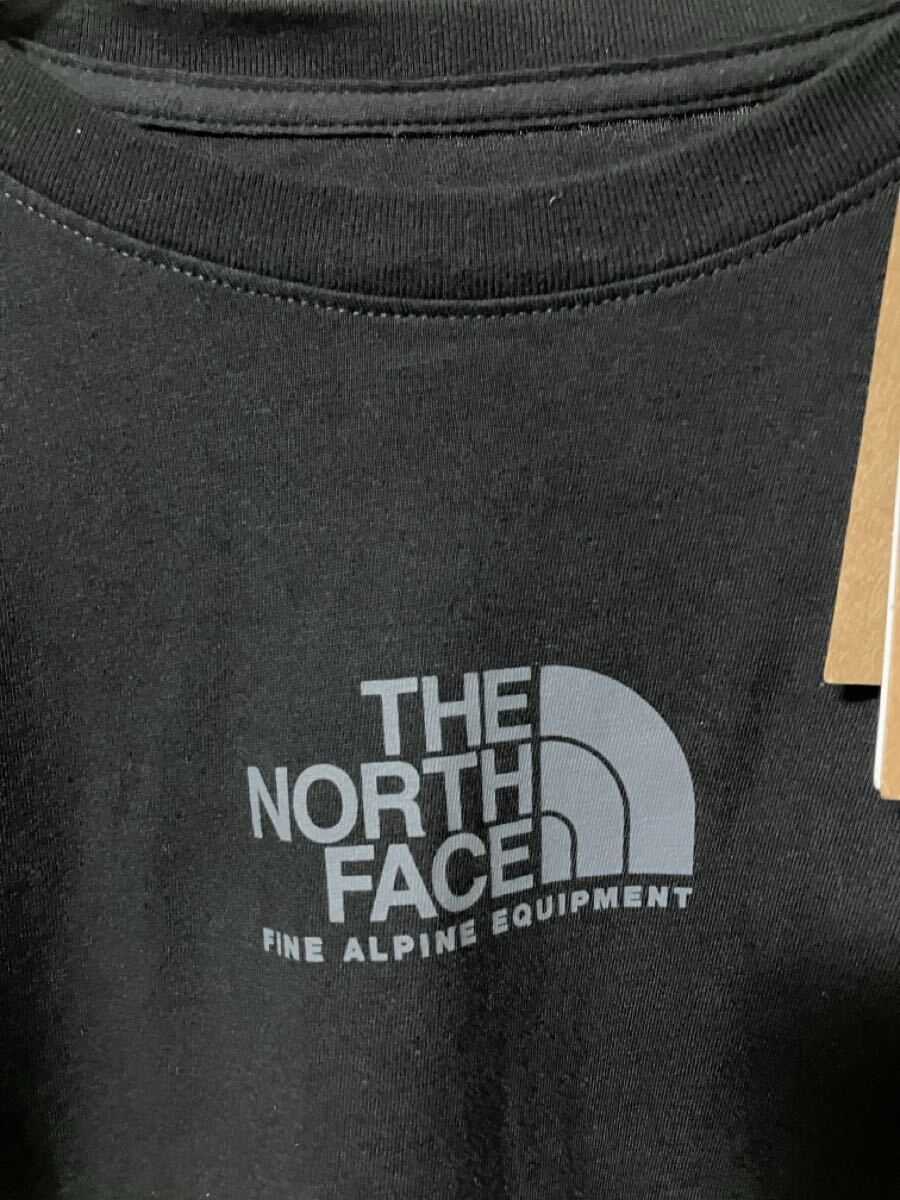 THE
NORTH
FACE
FINE ALPINE EQUIPMENT